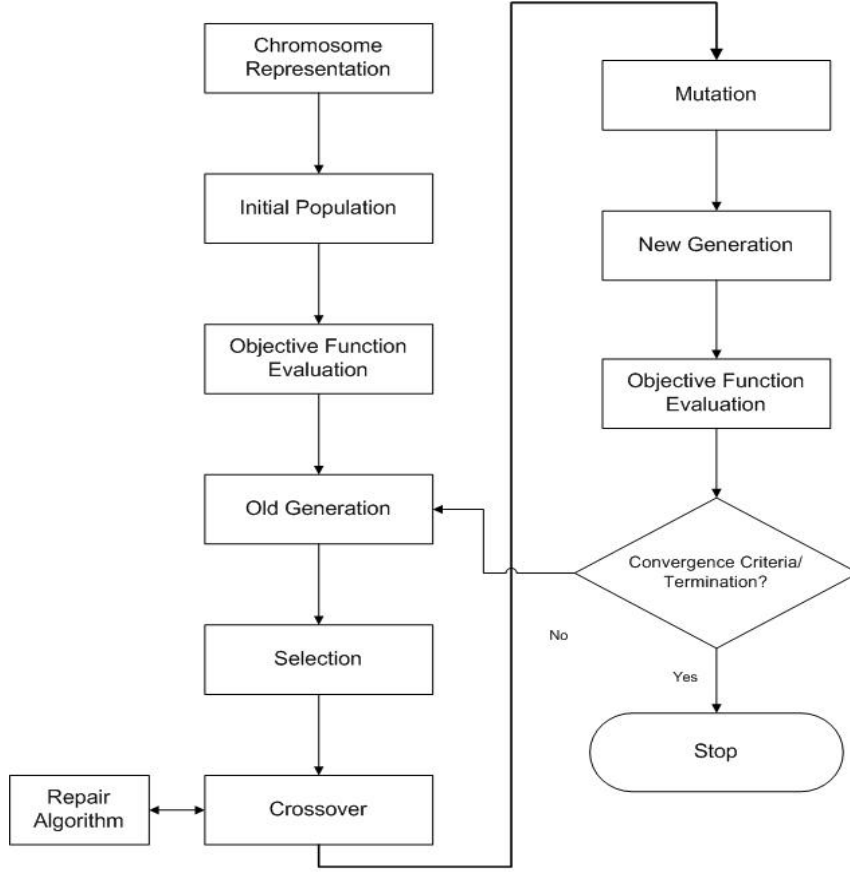 Chromosome
Representation
Initial Population
Objective Function
Evaluation
Old Generation
Selection
Repair
Algorithm
Crossover
Mutation
New Generation
Objective Function
Evaluation
Convergence Criteria/
Termination?
No
Yes
Stop